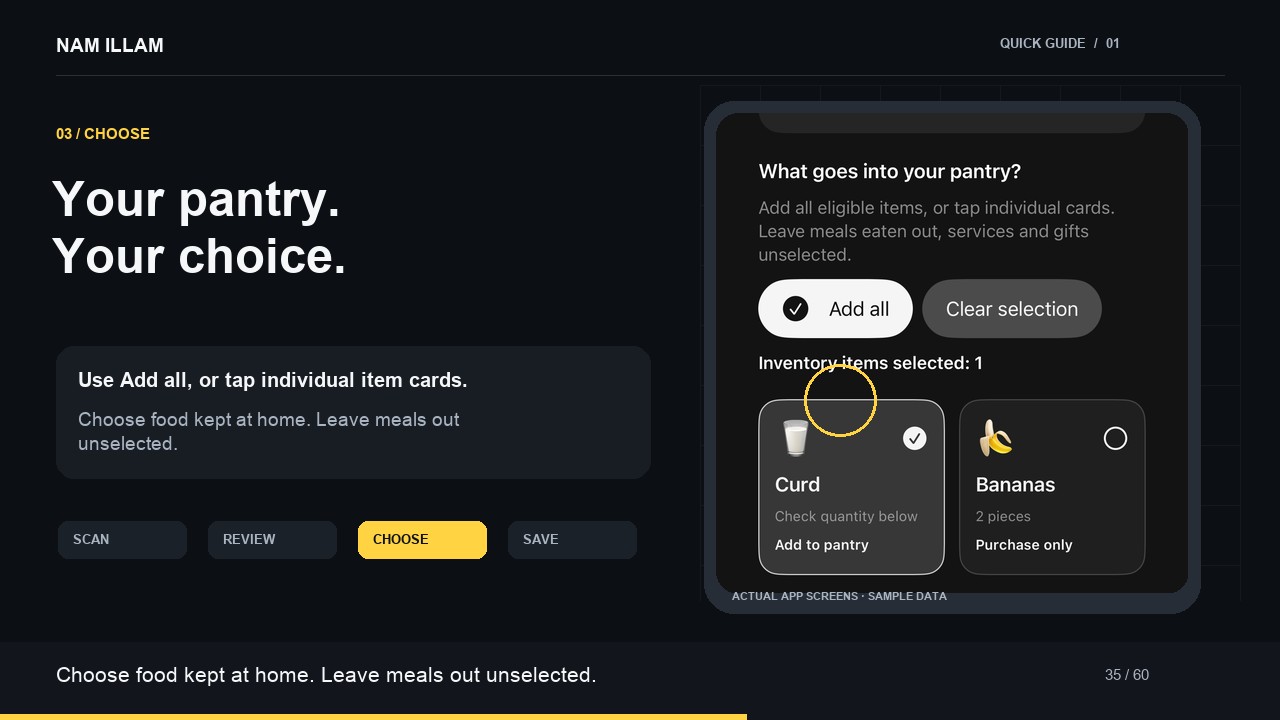 NAM ILLAM
QUICK GUIDE / 01
03 / CHOOSE
Your pantry.
Your choice.
Use Add all, or tap individual item cards.
Choose food kept at home. Leave meals out
unselected.
SCAN
REVIEW
CHOOSE
SAVE
What goes into your pantry?
Add all eligible items, or tap individual cards.
Leave meals eaten out, services and gifts
unselected.
Add all
Clear selection
Inventory items selected: 1
Curd
Check quantity below
Add to pantry
Bananas
2 pieces
Purchase only
ACTUAL APP SCREENS · SAMPLE DATA
Choose food kept at home. Leave meals out unselected.
35 / 60